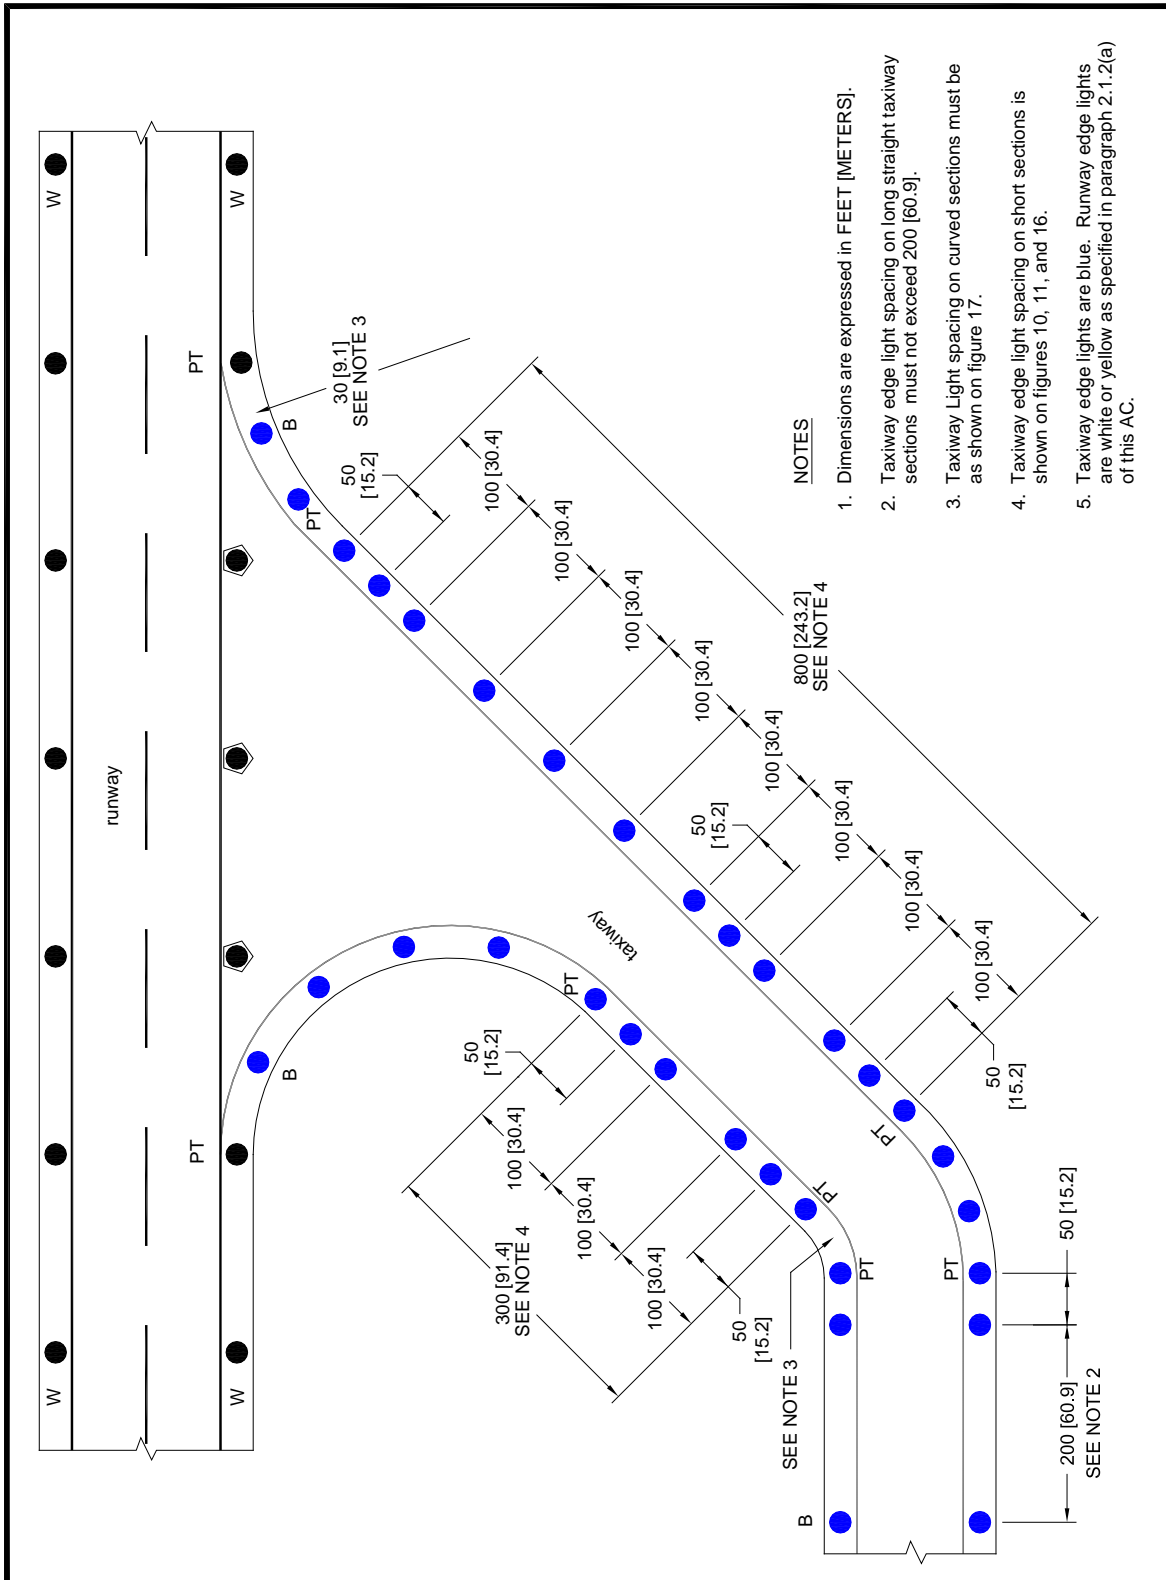 W
W
PT
runway
PT
W
W
30 [9.1]
SEE NOTE 3
B
PT
50
[15.2]
100 [30.4]
100 [30.4]
100 [30.4]
100 [30.4]
100 [30.4]
100 [30.4]
100 [30.4]
100 [30.4]
800 [243.2]
SEE NOTE 4
50
[15.2]
50
[15.2]
taxiway
B
PT
50
[15.2]
100 [30.4]
100 [30.4]
100 [30.4]
300 [91.4]
SEE NOTE 4
50
[15.2]
PT
SEE NOTE 3
PT
PT
PT
B
50 [15.2]
200 [60.9]
SEE NOTE 2
NOTES
1. Dimensions are expressed in FEET [METERS].
2. Taxiway edge light spacing on long straight taxiway
sections must not exceed 200 [60.9].
3. Taxiway Light spacing on curved sections must be
as shown on figure 17.
4. Taxiway edge light spacing on short sections is
shown on figures 10, 11, and 16.
5. Taxiway edge lights are blue. Runway edge lights
are white or yellow as specified in paragraph 2.1.2(a)
of this AC.